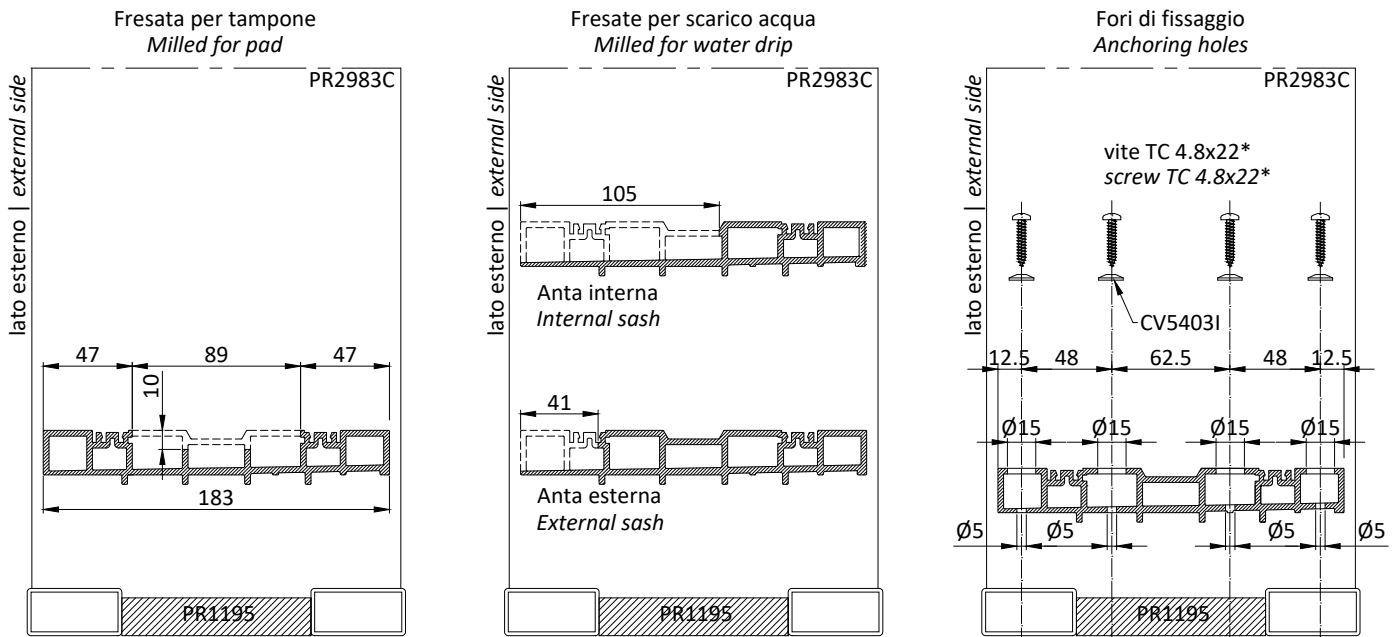 Fresata per tampone
Milled for pad
PR2983C
lato esterno | external side
47
89
47
10
183
PR1195
Fresate per scarico acqua
Milled for water drip
PR2983C
lato esterno | external side
105
Anta interna
Internal sash
41
Anta esterna
External sash
PR1195
Fori di fissaggio
Anchoring holes
PR2983C
lato esterno | external side
vite TC 4.8x22*
screw TC 4.8x22*
CV5403I
12.5
48
62.5
48
12.5
Ø15
Ø15
Ø15
Ø15
Ø5
Ø5
Ø5
Ø5
PR1195